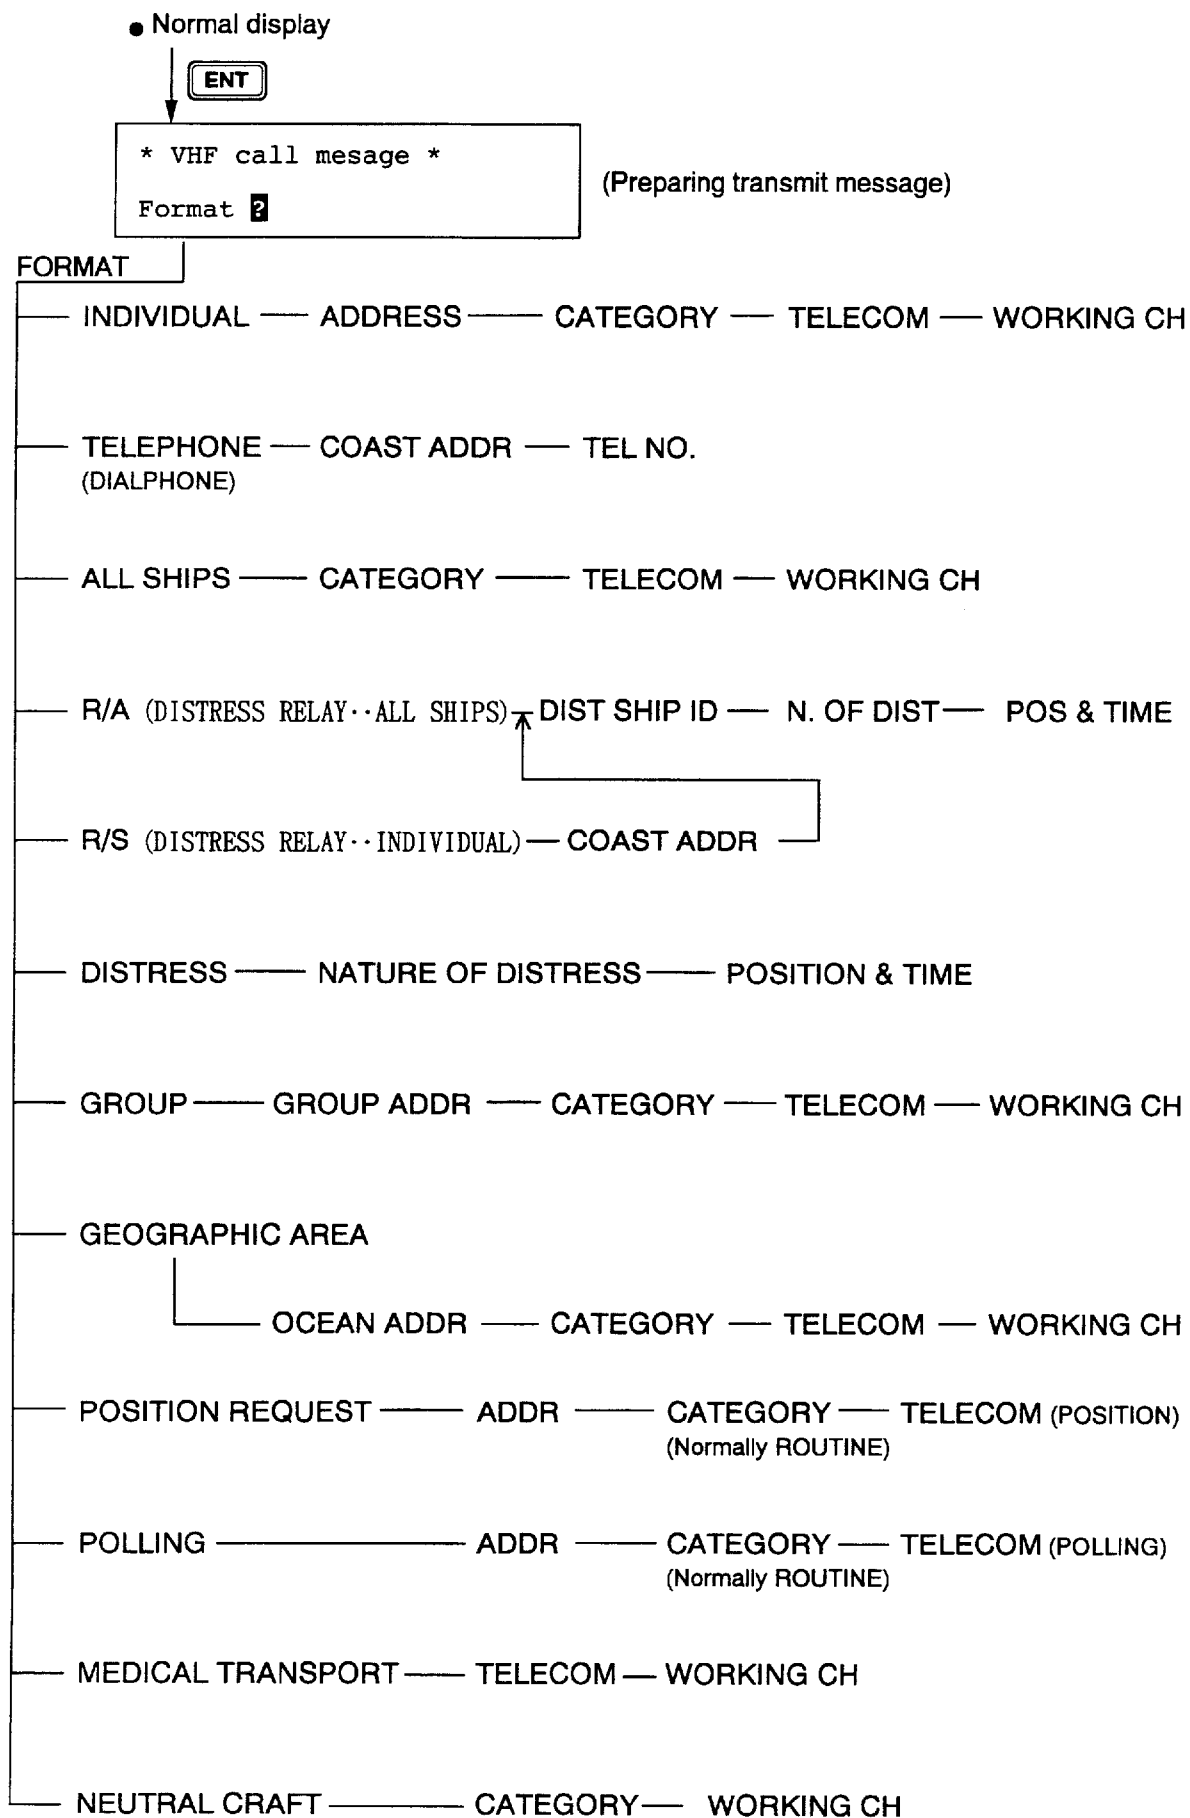 ● Normal display
ENT
* VHF call mesage *
Format ?
(Preparing transmit message)
FORMAT
INDIVIDUAL — ADDRESS — CATEGORY — TELECOM — WORKING CH
TELEPHONE — COAST ADDR — TEL NO.
(DIALPHONE)
ALL SHIPS — CATEGORY — TELECOM — WORKING CH
R/A (DISTRESS RELAY··ALL SHIPS) — DIST SHIP ID — N. OF DIST — POS & TIME
R/S (DISTRESS RELAY··INDIVIDUAL) — COAST ADDR
DISTRESS — NATURE OF DISTRESS — POSITION & TIME
GROUP — GROUP ADDR — CATEGORY — TELECOM — WORKING CH
GEOGRAPHIC AREA
OCEAN ADDR — CATEGORY — TELECOM — WORKING CH
POSITION REQUEST — ADDR — CATEGORY — TELECOM (POSITION)
(Normally ROUTINE)
POLLING — ADDR — CATEGORY — TELECOM (POLLING)
(Normally ROUTINE)
MEDICAL TRANSPORT — TELECOM — WORKING CH
NEUTRAL CRAFT — CATEGORY — WORKING CH